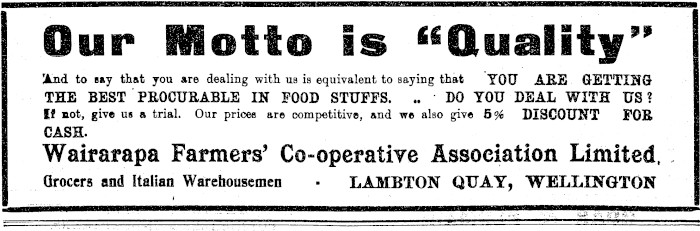 Our Motto is "Quality"
And to say that you are dealing with us is equivalent to saying that YOU ARE GETTING
THE BEST PROCURABLE IN FOOD STUFFS. .. DO YOU DEAL WITH US?
If not, give us a trial. Our prices are competitive, and we also give 5% DISCOUNT FOR
CASH.
Wairarapa Farmers' Co-operative Association Limited,
Grocers and Italian Warehousemen · LAMBTON QUAY, WELLINGTON